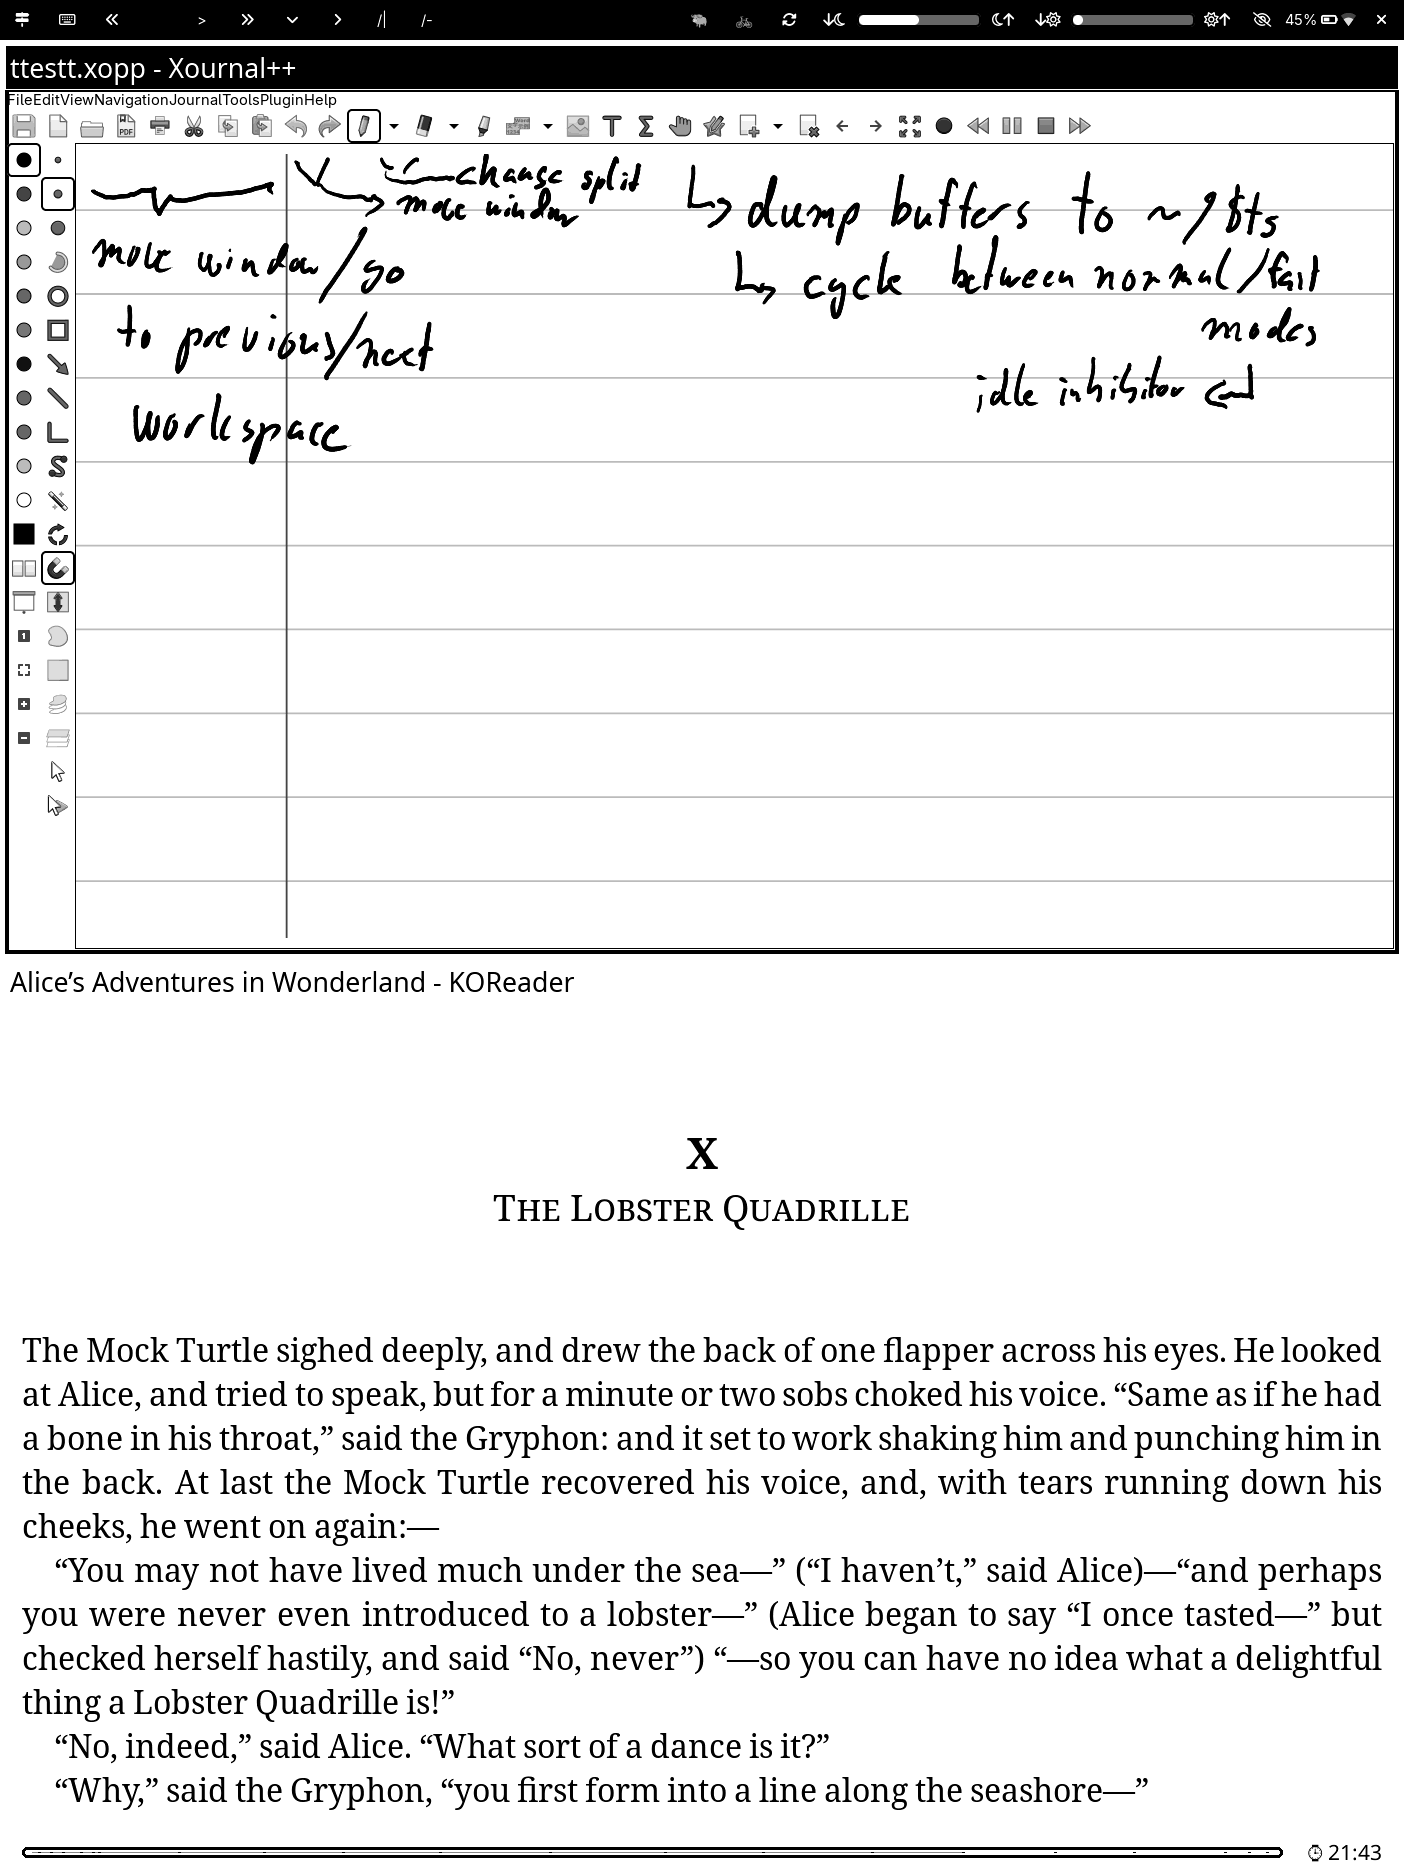 45%
ttestt.xopp - Xournal++
File Edit View Navigation Journal Tools Plugin Help
change split
move window
move window/go
to previous/next
workspace
dump buffers to ~/$ts
cycle between normal/fast
modes
idle inhibitor
Alice’s Adventures in Wonderland - KOReader
X
The Lobster Quadrille
The Mock Turtle sighed deeply, and drew the back of one flapper across his eyes. He looked
at Alice, and tried to speak, but for a minute or two sobs choked his voice. “Same as if he had
a bone in his throat,” said the Gryphon: and it set to work shaking him and punching him in
the back. At last the Mock Turtle recovered his voice, and, with tears running down his
cheeks, he went on again:—
“You may not have lived much under the sea—” (“I haven’t,” said Alice)—“and perhaps
you were never even introduced to a lobster—” (Alice began to say “I once tasted—” but
checked herself hastily, and said “No, never”) “—so you can have no idea what a delightful
thing a Lobster Quadrille is!”
“No, indeed,” said Alice. “What sort of a dance is it?”
“Why,” said the Gryphon, “you first form into a line along the seashore—”
21:43